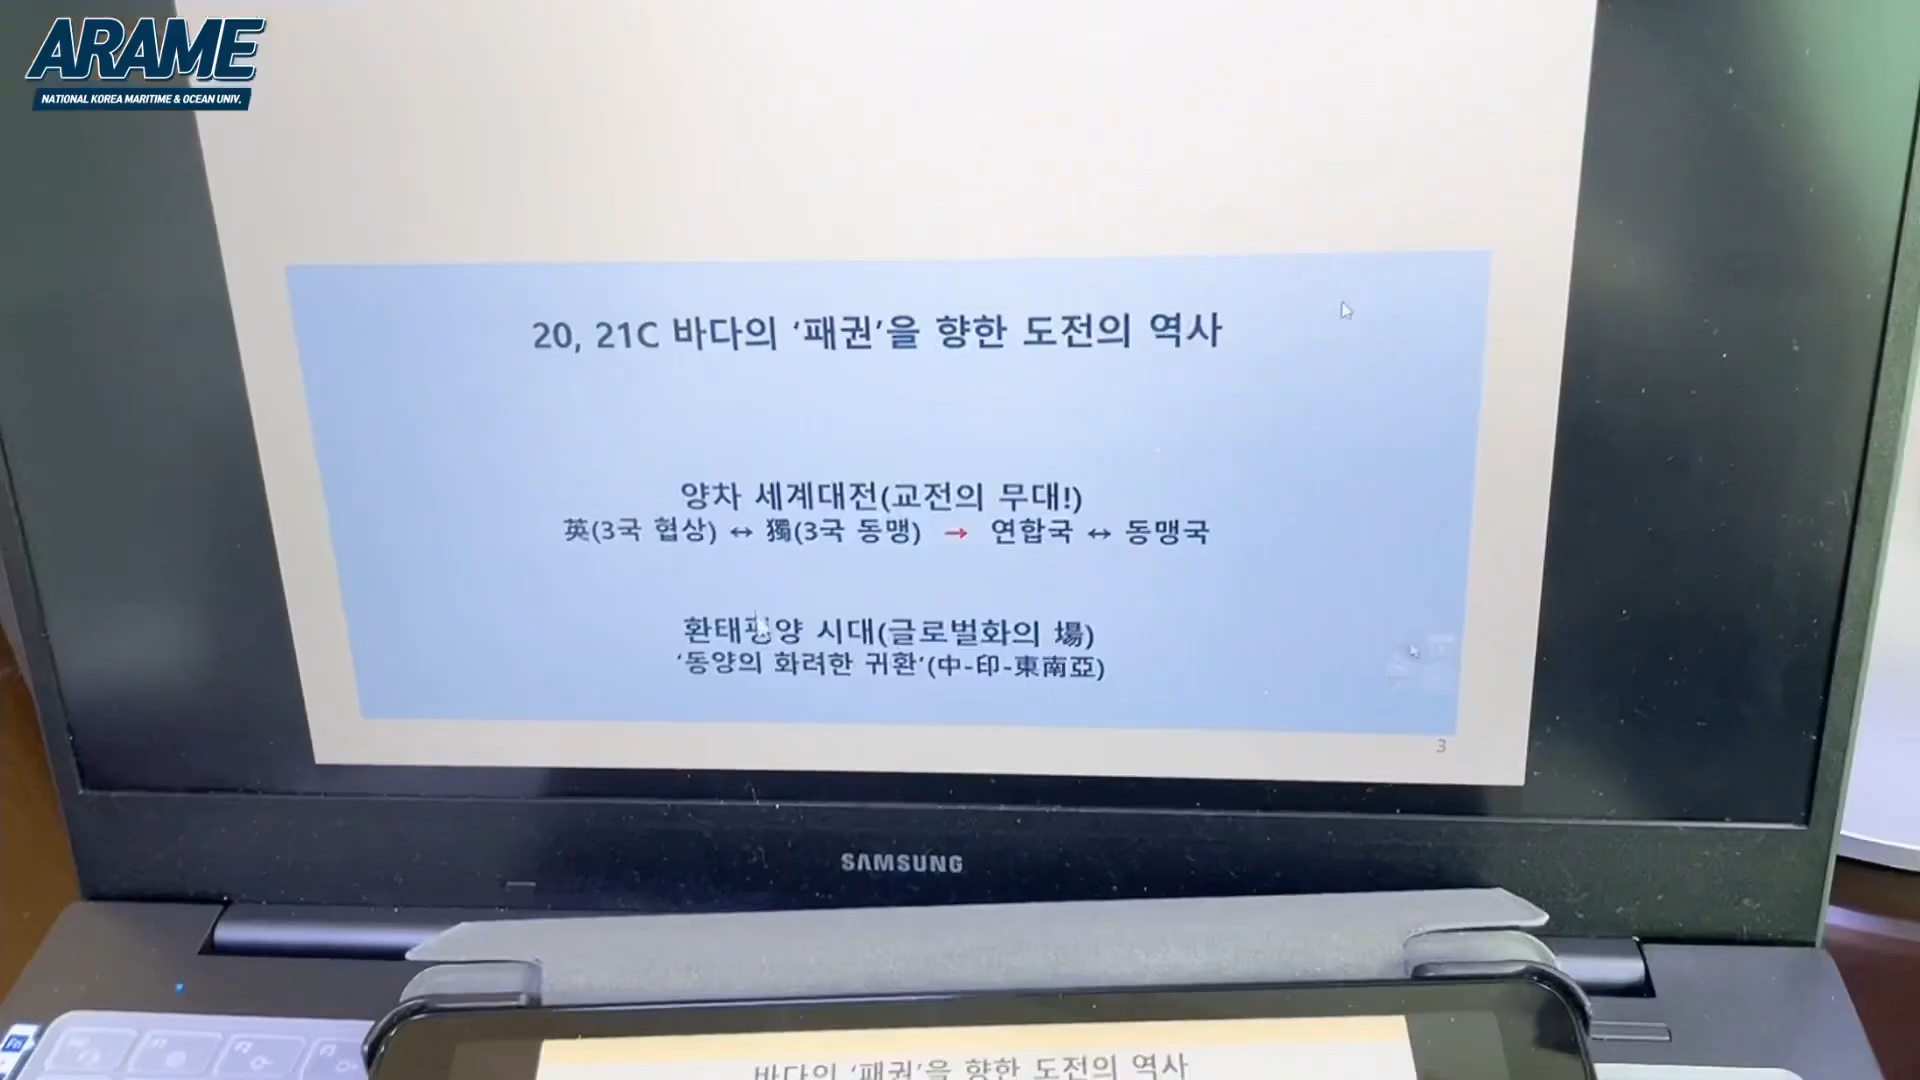 ARAME
NATIONAL KOREA MARITIME & OCEAN UNIV.
20, 21C 바다의 ‘패권’을 향한 도전의 역사
양차 세계대전(교전의 무대!)
英(3국 협상) ↔ 獨(3국 동맹) → 연합국 ↔ 동맹국
환태평양 시대(글로벌화의 場)
‘동양의 화려한 귀환’(中-印-東南亞)
3
SAMSUNG
Fn
F1
F2
바다의 ‘패권’을 향한 도전의 역사